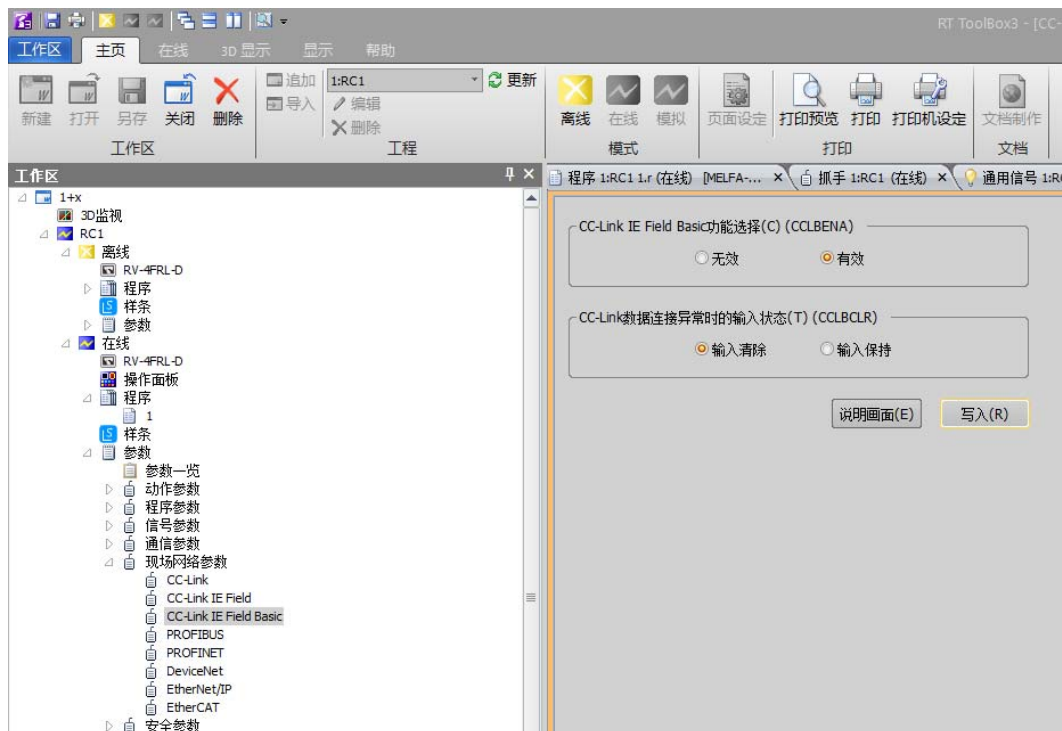 RT ToolBox3 - [CC-
工作区 主页 在线 3D 显示 显示 帮助
新建 打开 另存 关闭 删除
工作区
追加 1:RC1 更新
导入 编辑
删除
工程
离线 在线 模拟
模式
页面设定 打印预览 打印 打印机设定
打印
文档制作
文档
工作区
程序 1:RC1 1.r (在线) [MELFA-... 抓手 1:RC1 (在线) 通用信号 1:R
1+x
3D监视
RC1
离线
RV-4FRL-D
程序
样条
参数
在线
RV-4FRL-D
操作面板
程序
1
样条
参数
参数一览
动作参数
程序参数
信号参数
通信参数
现场网络参数
CC-Link
CC-Link IE Field
CC-Link IE Field Basic
PROFIBUS
PROFINET
DeviceNet
EtherNet/IP
EtherCAT
安全参数
CC-Link IE Field Basic功能选择(C) (CCLBENA)
无效 有效
CC-Link数据连接异常时的输入状态(T) (CCLBCLR)
输入清除 输入保持
说明画面(E) 写入(R)